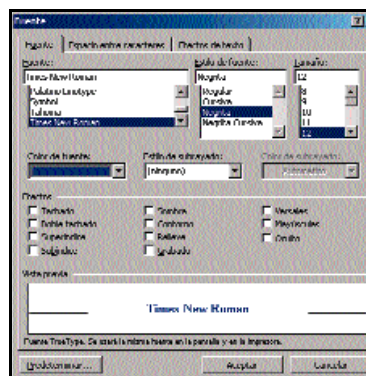 Fuente
Fuente Espacio entre caracteres Efectos de texto
Fuente: Estilo de fuente: Tamaño:
Times New Roman Negrita 12
Palatino Linotype Regular 8
Symbol Cursiva 9
Tahoma Negrita 10
Times New Roman Negrita Cursiva 11
12
Color de fuente: Estilo de subrayado: Color de subrayado:
(ninguno) Automático
Efectos
Tachado Sombra Versales
Doble tachado Contorno Mayúsculas
Superíndice Relieve Oculto
Subíndice Grabado
Vista previa
Times New Roman
Fuente TrueType. Se usará la misma fuente en la pantalla y en la impresora.
Predeterminar... Aceptar Cancelar